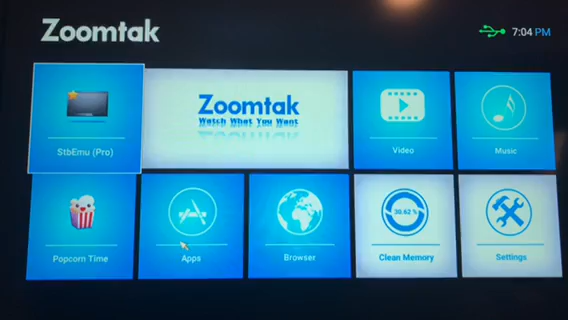 Zoomtak
7:04 PM
StbEmu (Pro)
Zoomtak
Watch What You Want
Video
Music
Popcorn Time
Apps
Browser
30.62 %
Clean Memory
Settings